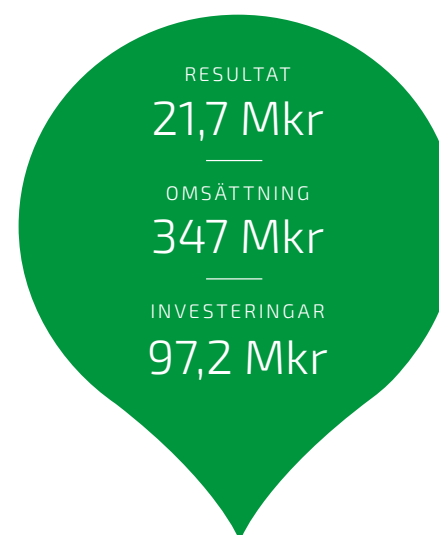 RESULTAT
21,7 Mkr
OMSÄTTNING
347 Mkr
INVESTERINGAR
97,2 Mkr